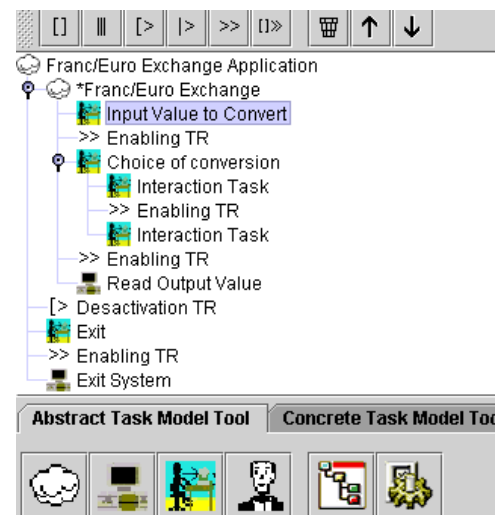 [] ||| [> |> >> []»
Franc/Euro Exchange Application
*Franc/Euro Exchange
Input Value to Convert
>> Enabling TR
Choice of conversion
Interaction Task
>> Enabling TR
Interaction Task
>> Enabling TR
Read Output Value
[> Desactivation TR
Exit
>> Enabling TR
Exit System
Abstract Task Model Tool Concrete Task Model